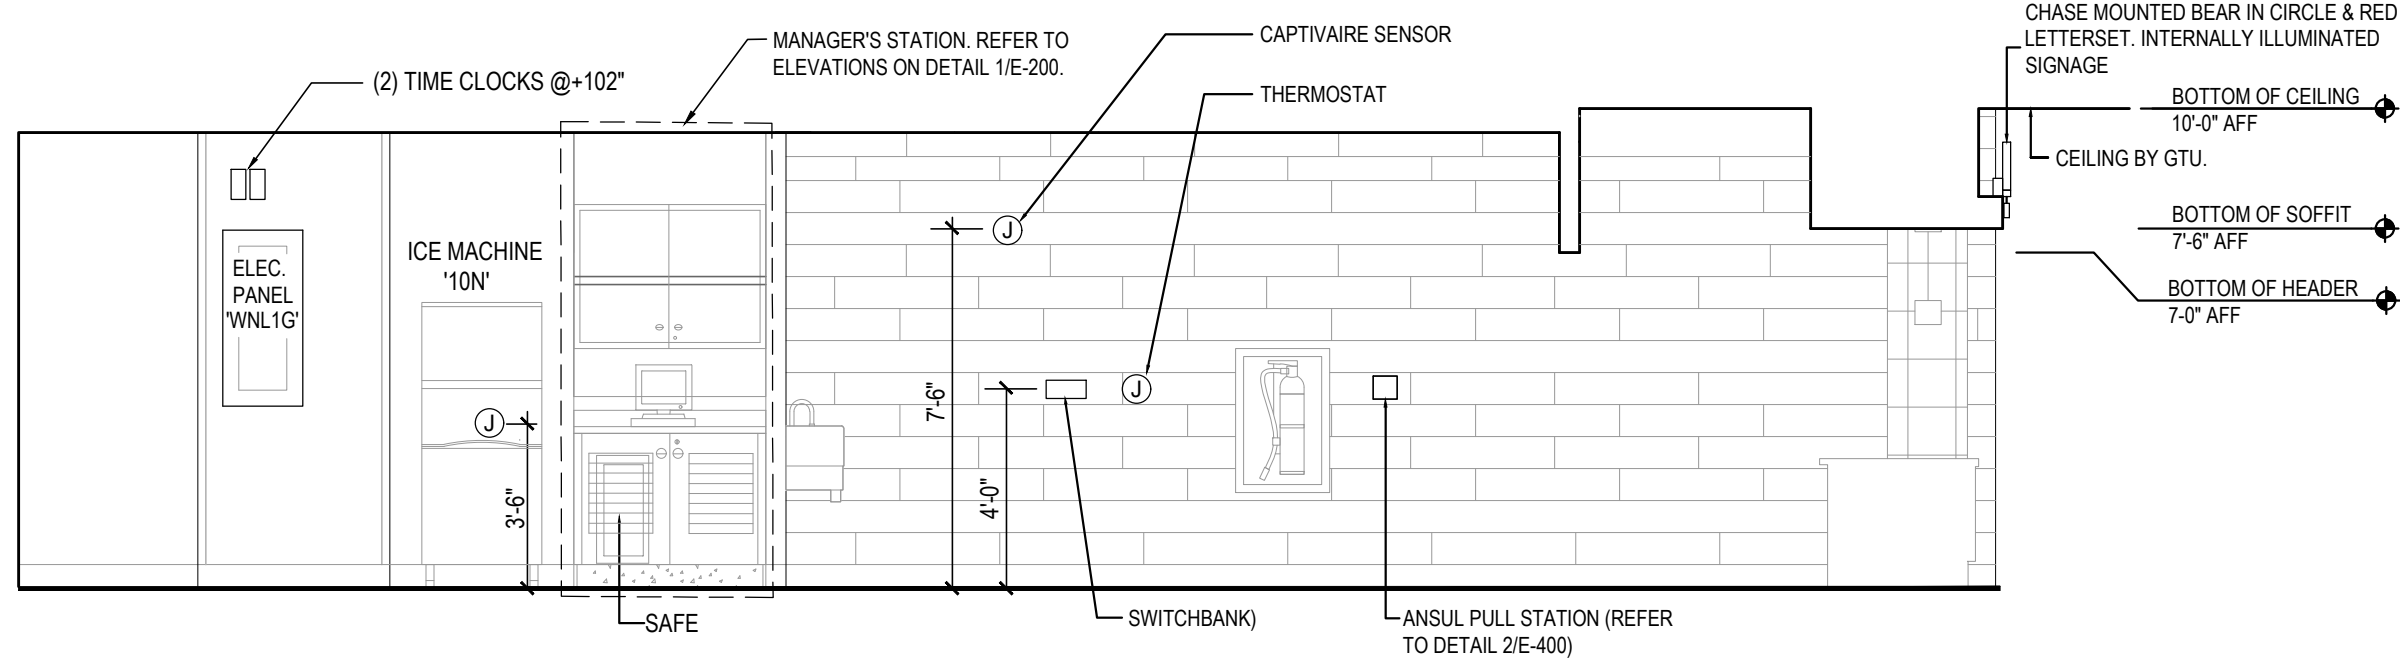 CHASE MOUNTED BEAR IN CIRCLE & RED
LETTERSET. INTERNALLY ILLUMINATED
SIGNAGE
MANAGER'S STATION. REFER TO
ELEVATIONS ON DETAIL 1/E-200.
CAPTIVAIRE SENSOR
(2) TIME CLOCKS @+102"
THERMOSTAT
BOTTOM OF CEILING
10'-0" AFF
CEILING BY GTU.
BOTTOM OF SOFFIT
7'-6" AFF
BOTTOM OF HEADER
7-0" AFF
ELEC.
PANEL
'WNL1G'
ICE MACHINE
'10N'
J
J
J
7'-6"
4'-0"
3'-6"
SAFE
SWITCHBANK)
ANSUL PULL STATION (REFER
TO DETAIL 2/E-400)